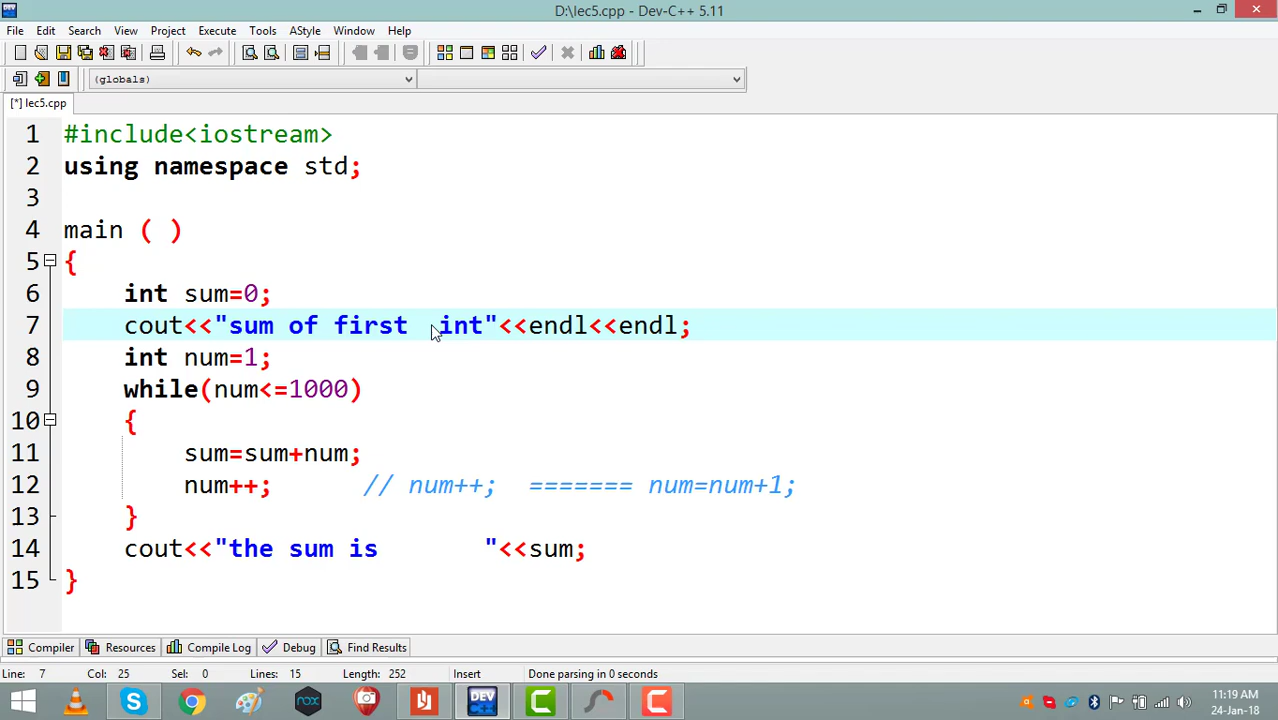 D:\lec5.cpp - Dev-C++ 5.11
File Edit Search View Project Execute Tools AStyle Window Help
(globals)
[*] lec5.cpp
1 #include<iostream>
2 using namespace std;
3
4 main ( )
5 {
6 int sum=0;
7 cout<<"sum of first  int"<<endl<<endl;
8 int num=1;
9 while(num<=1000)
10 {
11 sum=sum+num;
12 num++; // num++; ======= num=num+1;
13 }
14 cout<<"the sum is       "<<sum;
15 }
Compiler Resources Compile Log Debug Find Results
Line: 7 Col: 25 Sel: 0 Lines: 15 Length: 252 Insert Done parsing in 0 seconds
nox DEV C++ C C
11:19 AM
24-Jan-18